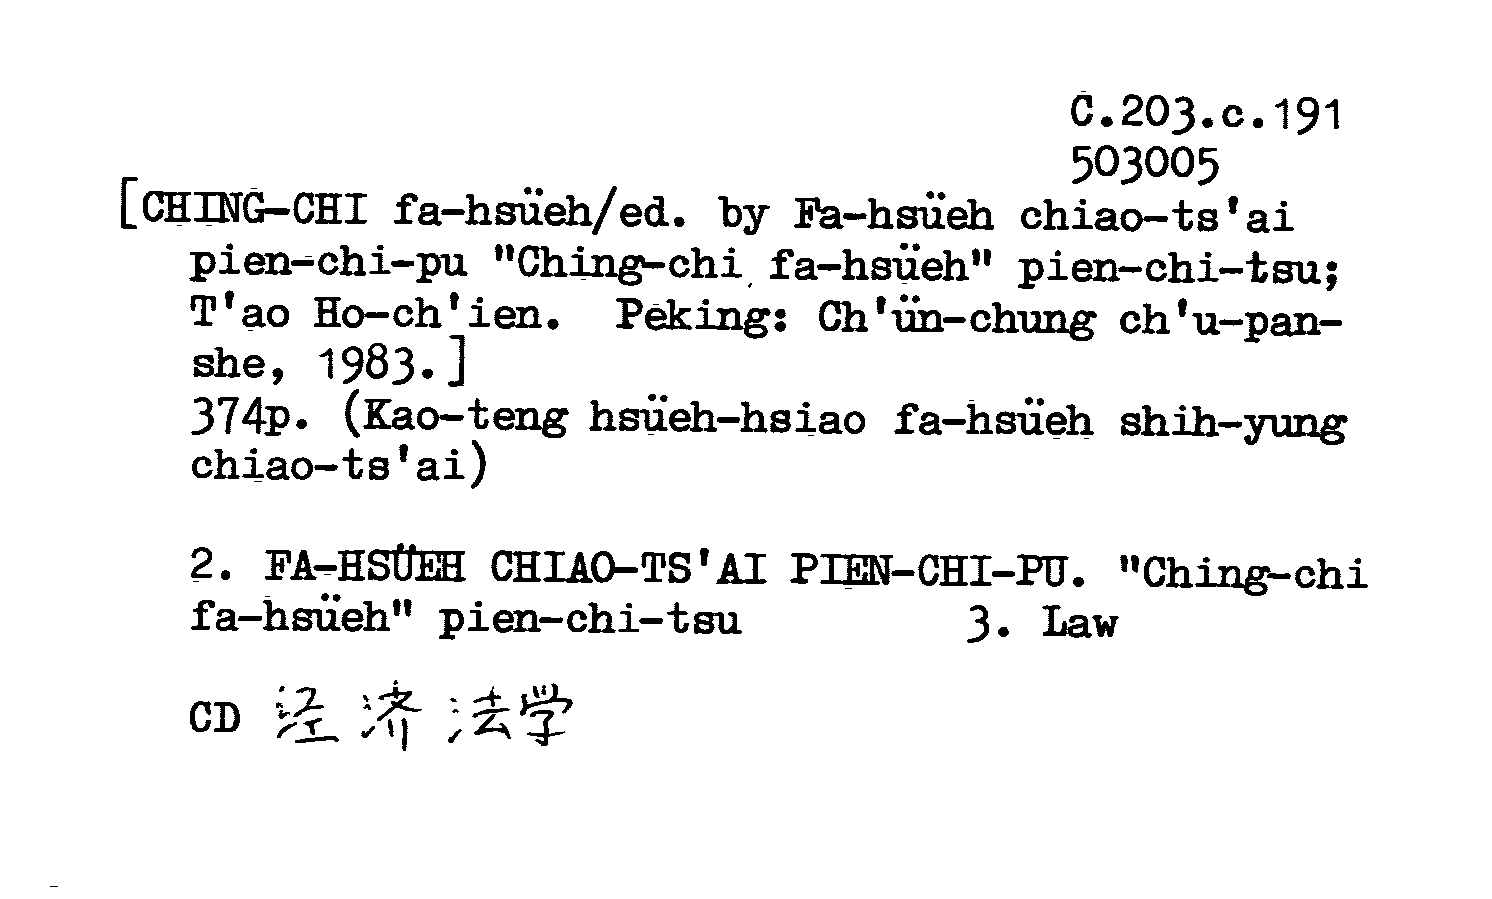 C.203.c.191
503005
[CHING-CHI fa-hsüeh/ed. by Fa-hsüeh chiao-ts'ai
pien-chi-pu "Ching-chi fa-hsüeh" pien-chi-tsu;
T'ao Ho-ch'ien. Peking: Ch'ün-chung ch'u-pan-
she, 1983.]
374p. (Kao-teng hsüeh-hsiao fa-hsüeh shih-yung
chiao-ts'ai)
2. FA-HSÜEH CHIAO-TS'AI PIEN-CHI-PU. "Ching-chi
fa-hsüeh" pien-chi-tsu 3. Law
CD 经济法学